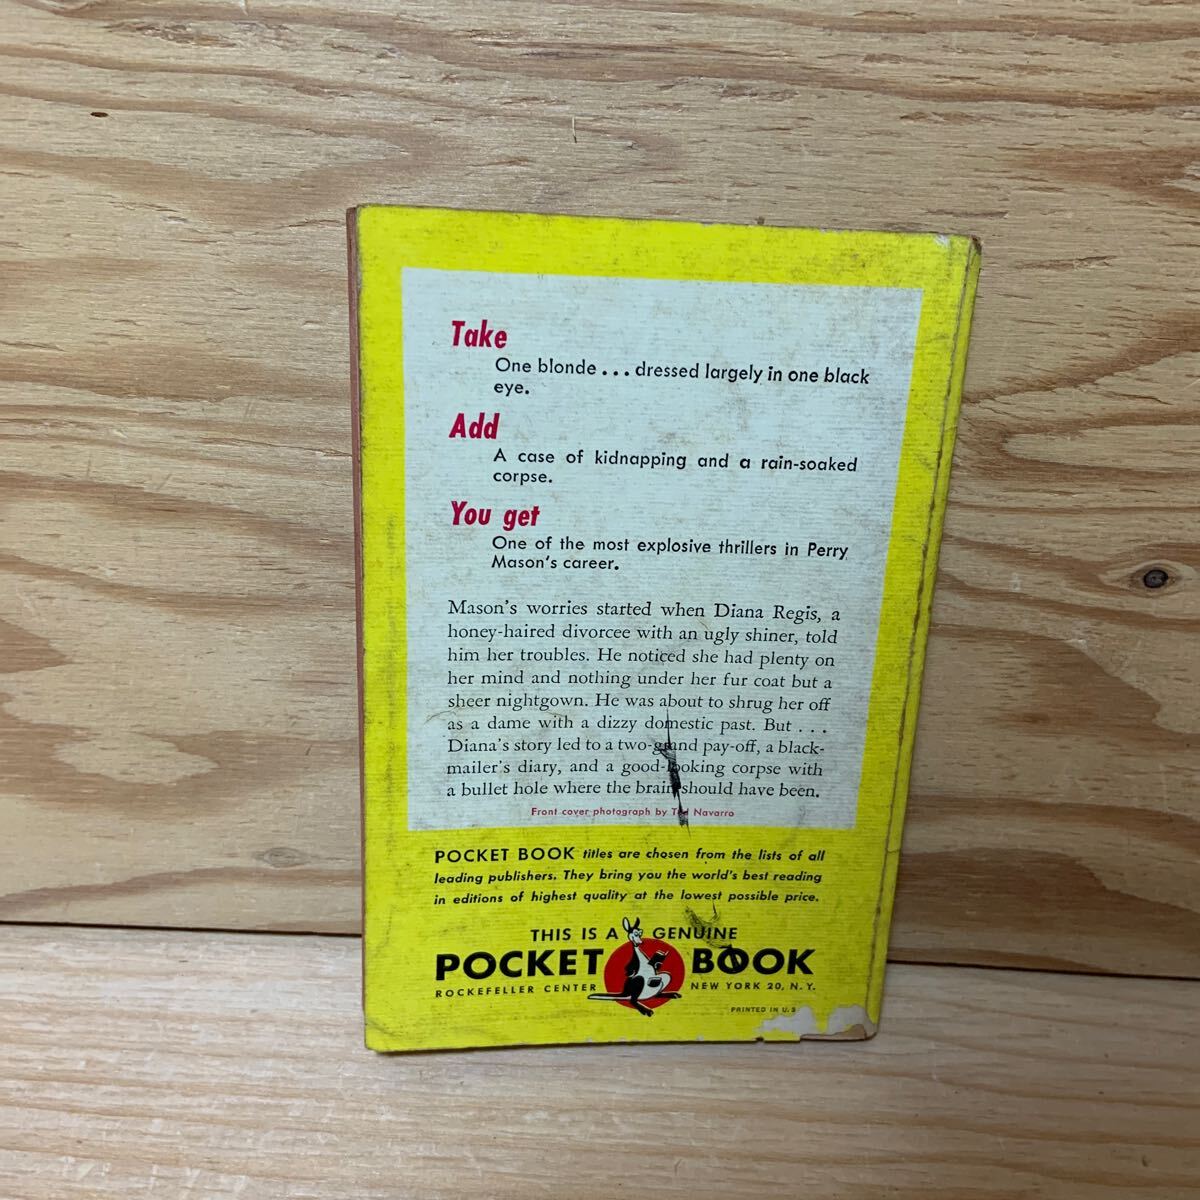 Take
One blonde . . . dressed largely in one black
eye.
Add
A case of kidnapping and a rain-soaked
corpse.
You get
One of the most explosive thrillers in Perry
Mason's career.
Mason's worries started when Diana Regis, a
honey-haired divorcee with an ugly shiner, told
him her troubles. He noticed she had plenty on
her mind and nothing under her fur coat but a
sheer nightgown. He was about to shrug her off
as a dame with a dizzy domestic past. But . . .
Diana's story led to a two-grand pay-off, a black-
mailer's diary, and a good-looking corpse with
a bullet hole where the brain should have been.
Front cover photograph by Ted Navarro
POCKET BOOK titles are chosen from the lists of all
leading publishers. They bring you the world's best reading
in editions of highest quality at the lowest possible price.
THIS IS A GENUINE
POCKET BOOK
ROCKEFELLER CENTER NEW YORK 20, N. Y.
PRINTED IN U. S